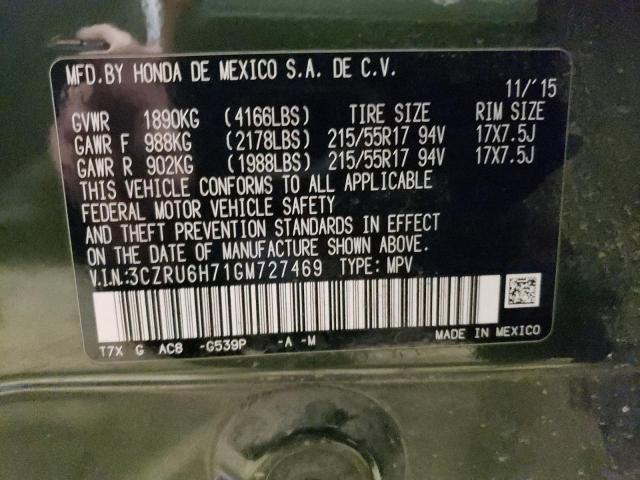 MFD.BY HONDA DE MEXICO S.A. DE C.V.
11/'15
GVWR 1890KG (4166LBS) TIRE SIZE RIM SIZE
GAWR F 988KG (2178LBS) 215/55R17 94V 17X7.5J
GAWR R 902KG (1988LBS) 215/55R17 94V 17X7.5J
THIS VEHICLE CONFORMS TO ALL APPLICABLE
FEDERAL MOTOR VEHICLE SAFETY
AND THEFT PREVENTION STANDARDS IN EFFECT
ON THE DATE OF MANUFACTURE SHOWN ABOVE.
V.I.N.:3CZRU6H71GM727469 TYPE: MPV
T7X G AC8 -G539P -A -M MADE IN MEXICO